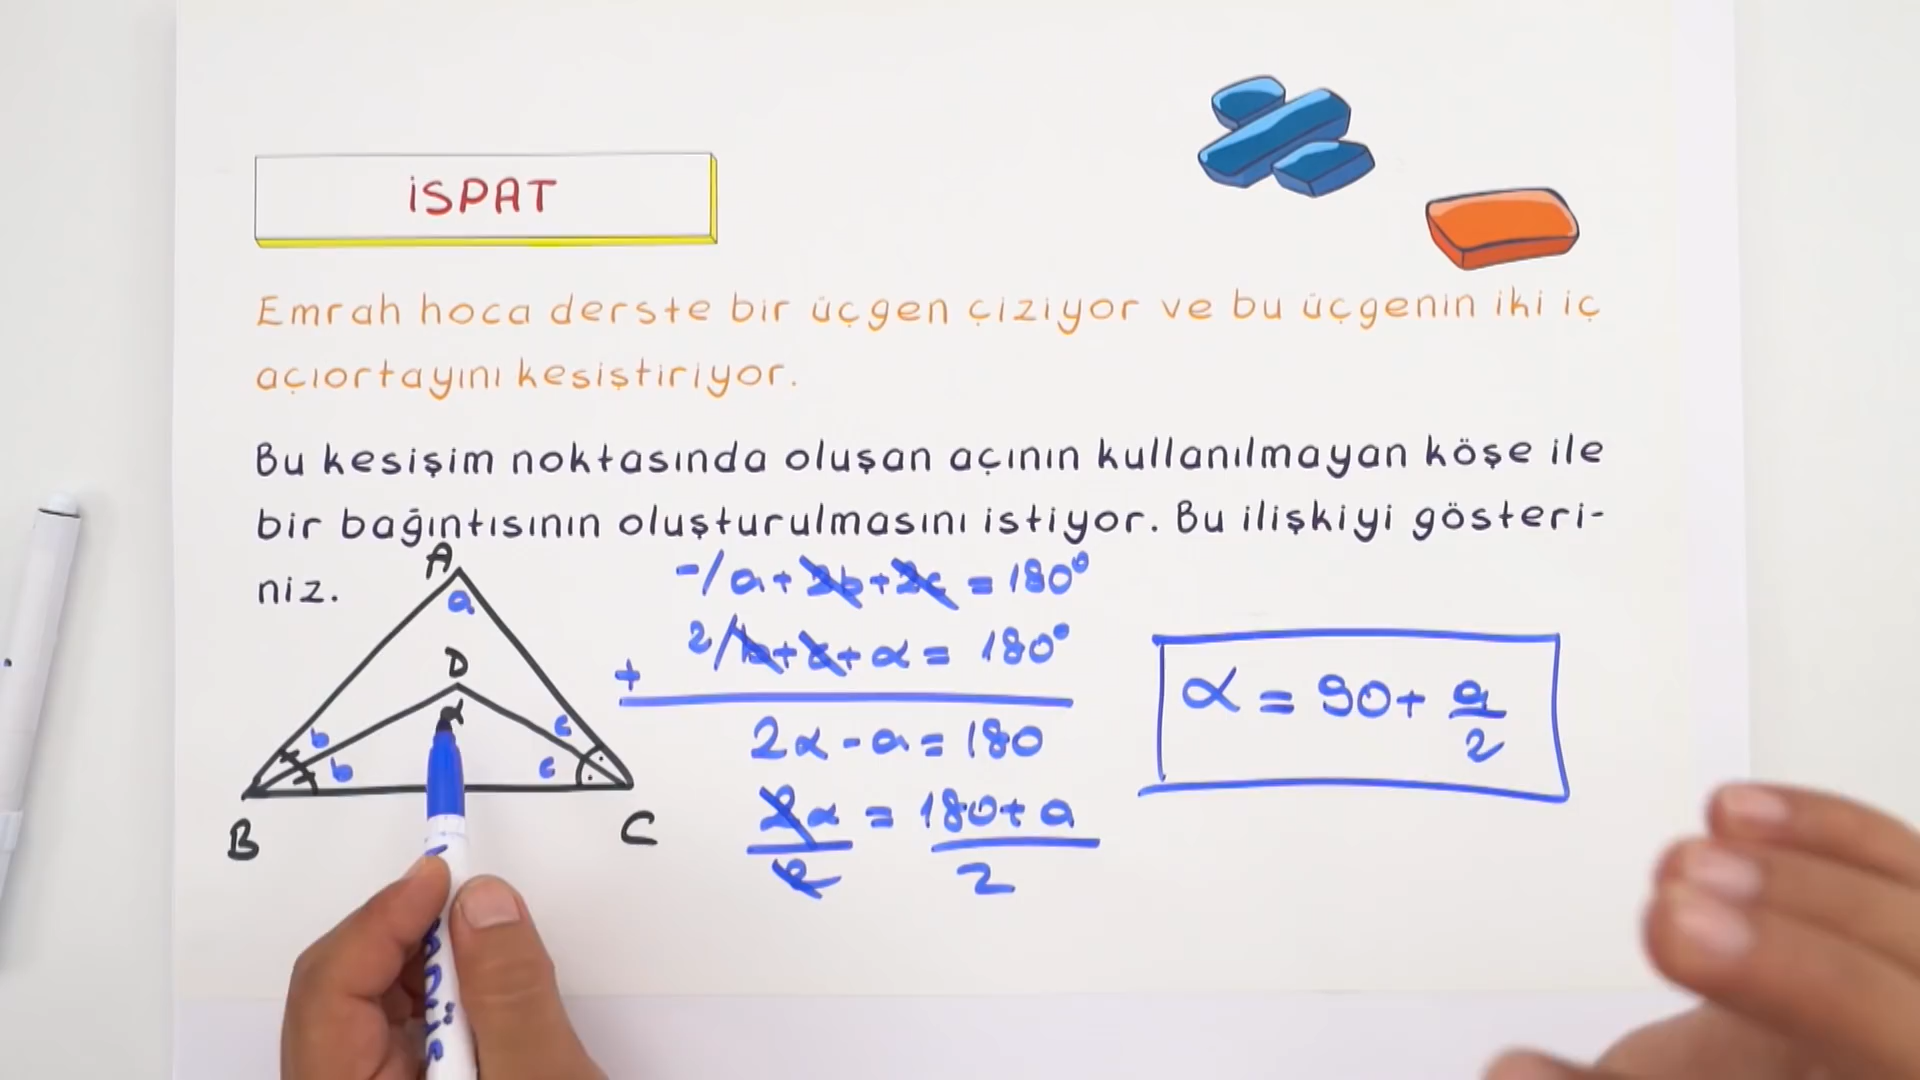 İSPAT
Emrah hoca derste bir üçgen çiziyor ve bu üçgenin iki iç
açıortayını kesiştiriyor.
Bu kesişim noktasında oluşan açının kullanılmayan köşe ile
bir bağıntısının oluşturulmasını istiyor. Bu ilişkiyi gösteri-
niz.
A
a
D
α
b
b
c
c
B
C
-/ a + 2b + 2c = 180°
2/ b + c + α = 180°
+
2α - a = 180
2α = 180 + a
2 2
α = 90 + a
2